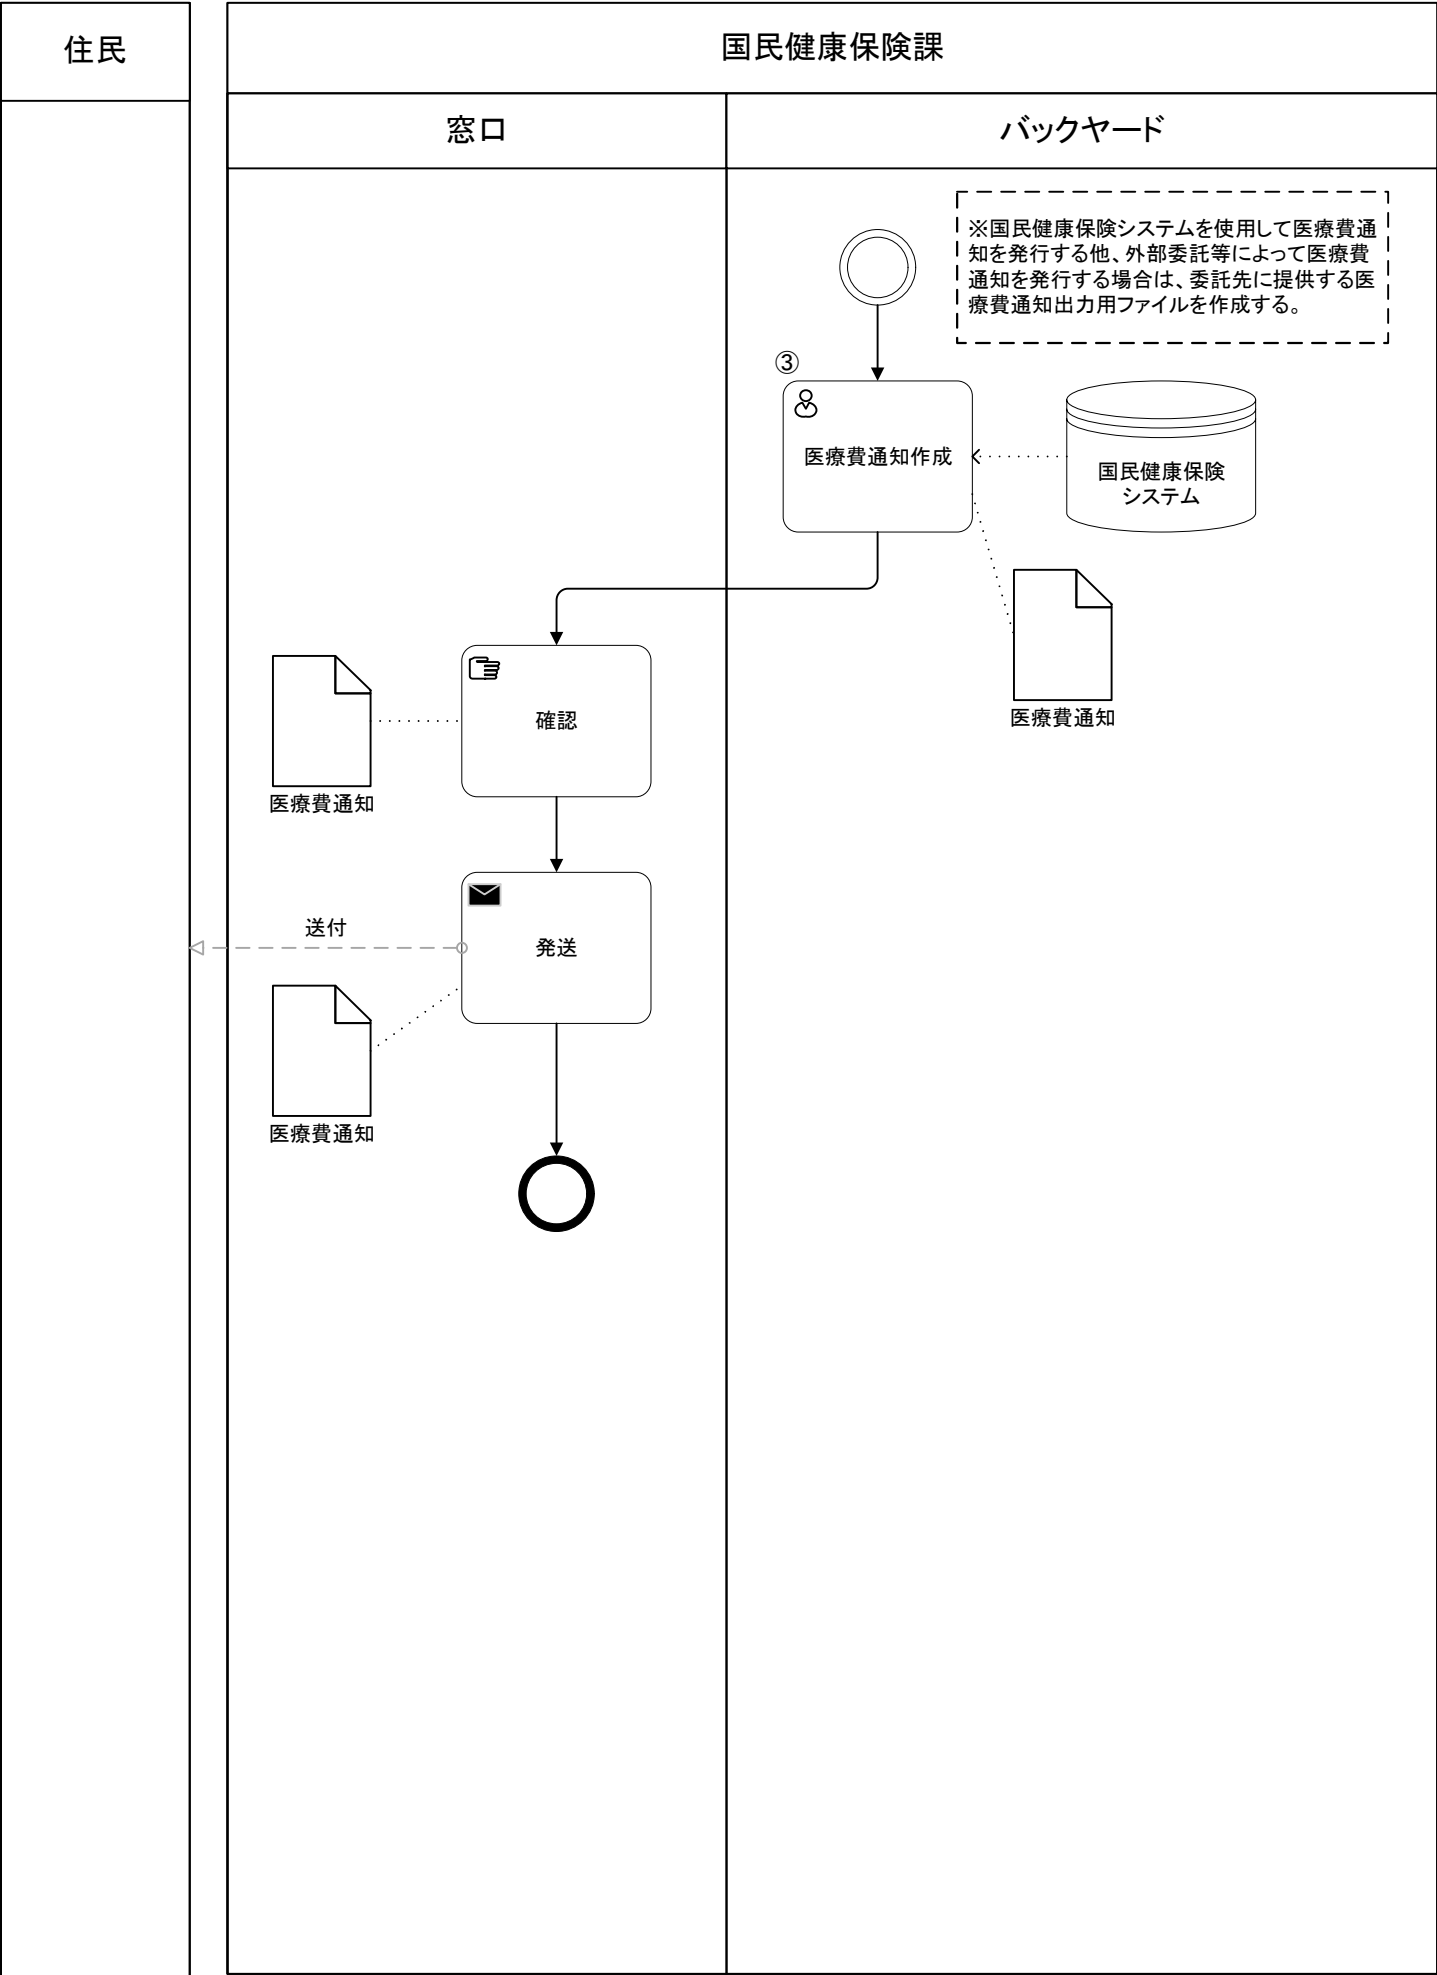 住民
国民健康保険課
窓口
バックヤード
※国民健康保険システムを使用して医療費通
知を発行する他、外部委託等によって医療費
通知を発行する場合は、委託先に提供する医
療費通知出力用ファイルを作成する。
③
医療費通知作成
国民健康保険
システム
医療費通知
確認
医療費通知
送付
発送
医療費通知